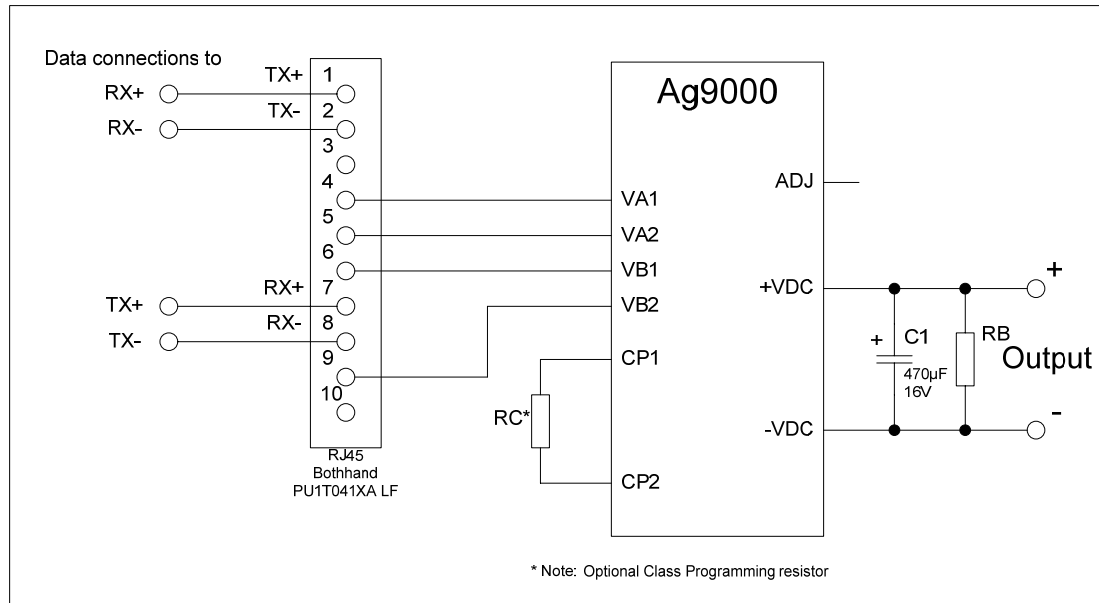 Data connections to
RX+
RX-
TX+
TX-
TX+
TX-
RX+
RX-
1
2
3
4
5
6
7
8
9
10
RJ45
Bothhand
PU1T041XA LF
Ag9000
VA1
VA2
VB1
VB2
CP1
CP2
RC*
ADJ
+VDC
-VDC
+
C1
470µF
16V
RB
+
Output
-
* Note: Optional Class Programming resistor